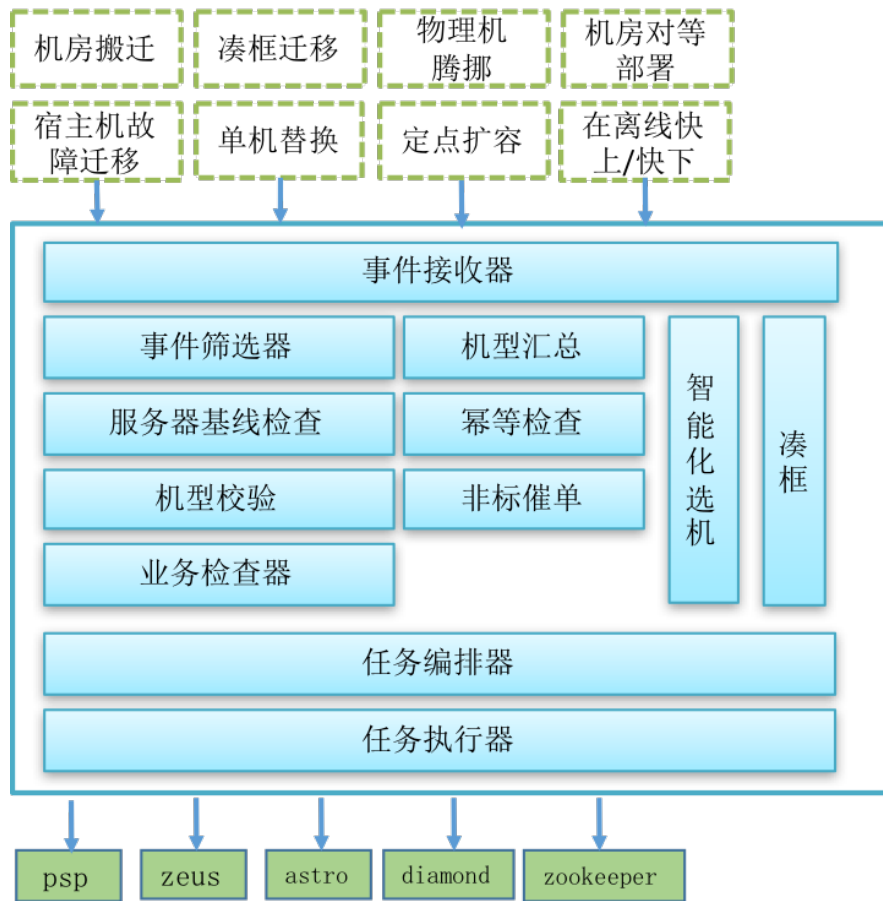 机房搬迁
凑框迁移
物理机
腾挪
机房对等
部署
宿主机故
障迁移
单机替换
定点扩容
在离线快
上/快下
事件接收器
事件筛选器
机型汇总
服务器基线检查
幂等检查
机型校验
非标催单
业务检查器
智
能
化
选
机
凑
框
任务编排器
任务执行器
psp
zeus
astro
diamond
zookeeper